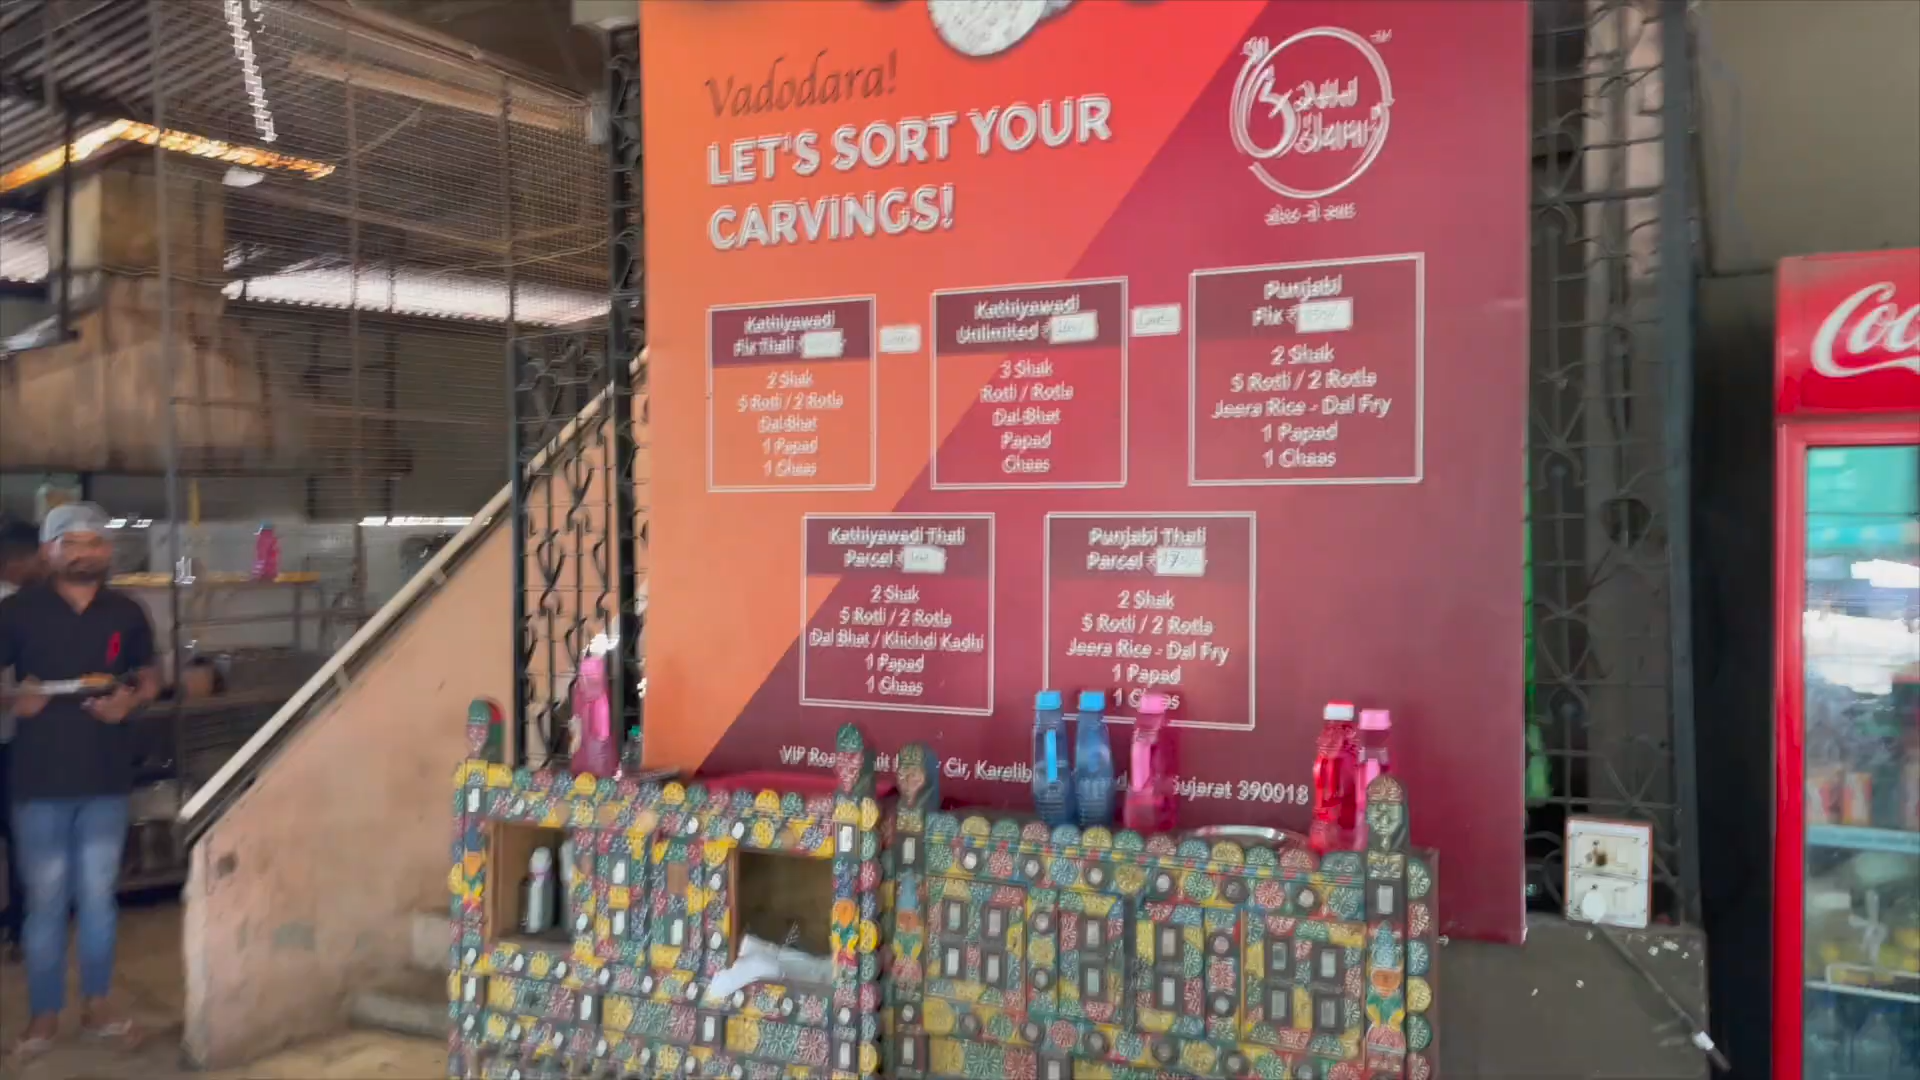 Vadodara!
LET'S SORT YOUR
CARVINGS!
Kathiyawadi
Fix Thali
2 Shak
5 Rotli / 2 Rotla
Dal-Bhat
1 Papad
1 Chaas
Kathiyawadi
Unlimited ₹
3 Shak
Rotli / Rotla
Dal-Bhat
Papad
Chaas
Punjabi
Fix ₹
2 Shak
5 Rotli / 2 Rotla
Jeera Rice - Dal Fry
1 Papad
1 Chaas
Kathiyawadi Thali
Parcel ₹
2 Shak
5 Rotli / 2 Rotla
Dal Bhat / Khichdi Kadhi
1 Papad
1 Chaas
Punjabi Thali
Parcel ₹
2 Shak
5 Rotli / 2 Rotla
Jeera Rice - Dal Fry
1 Papad
1 Chaas
VIP Cir, Gujarat 390018